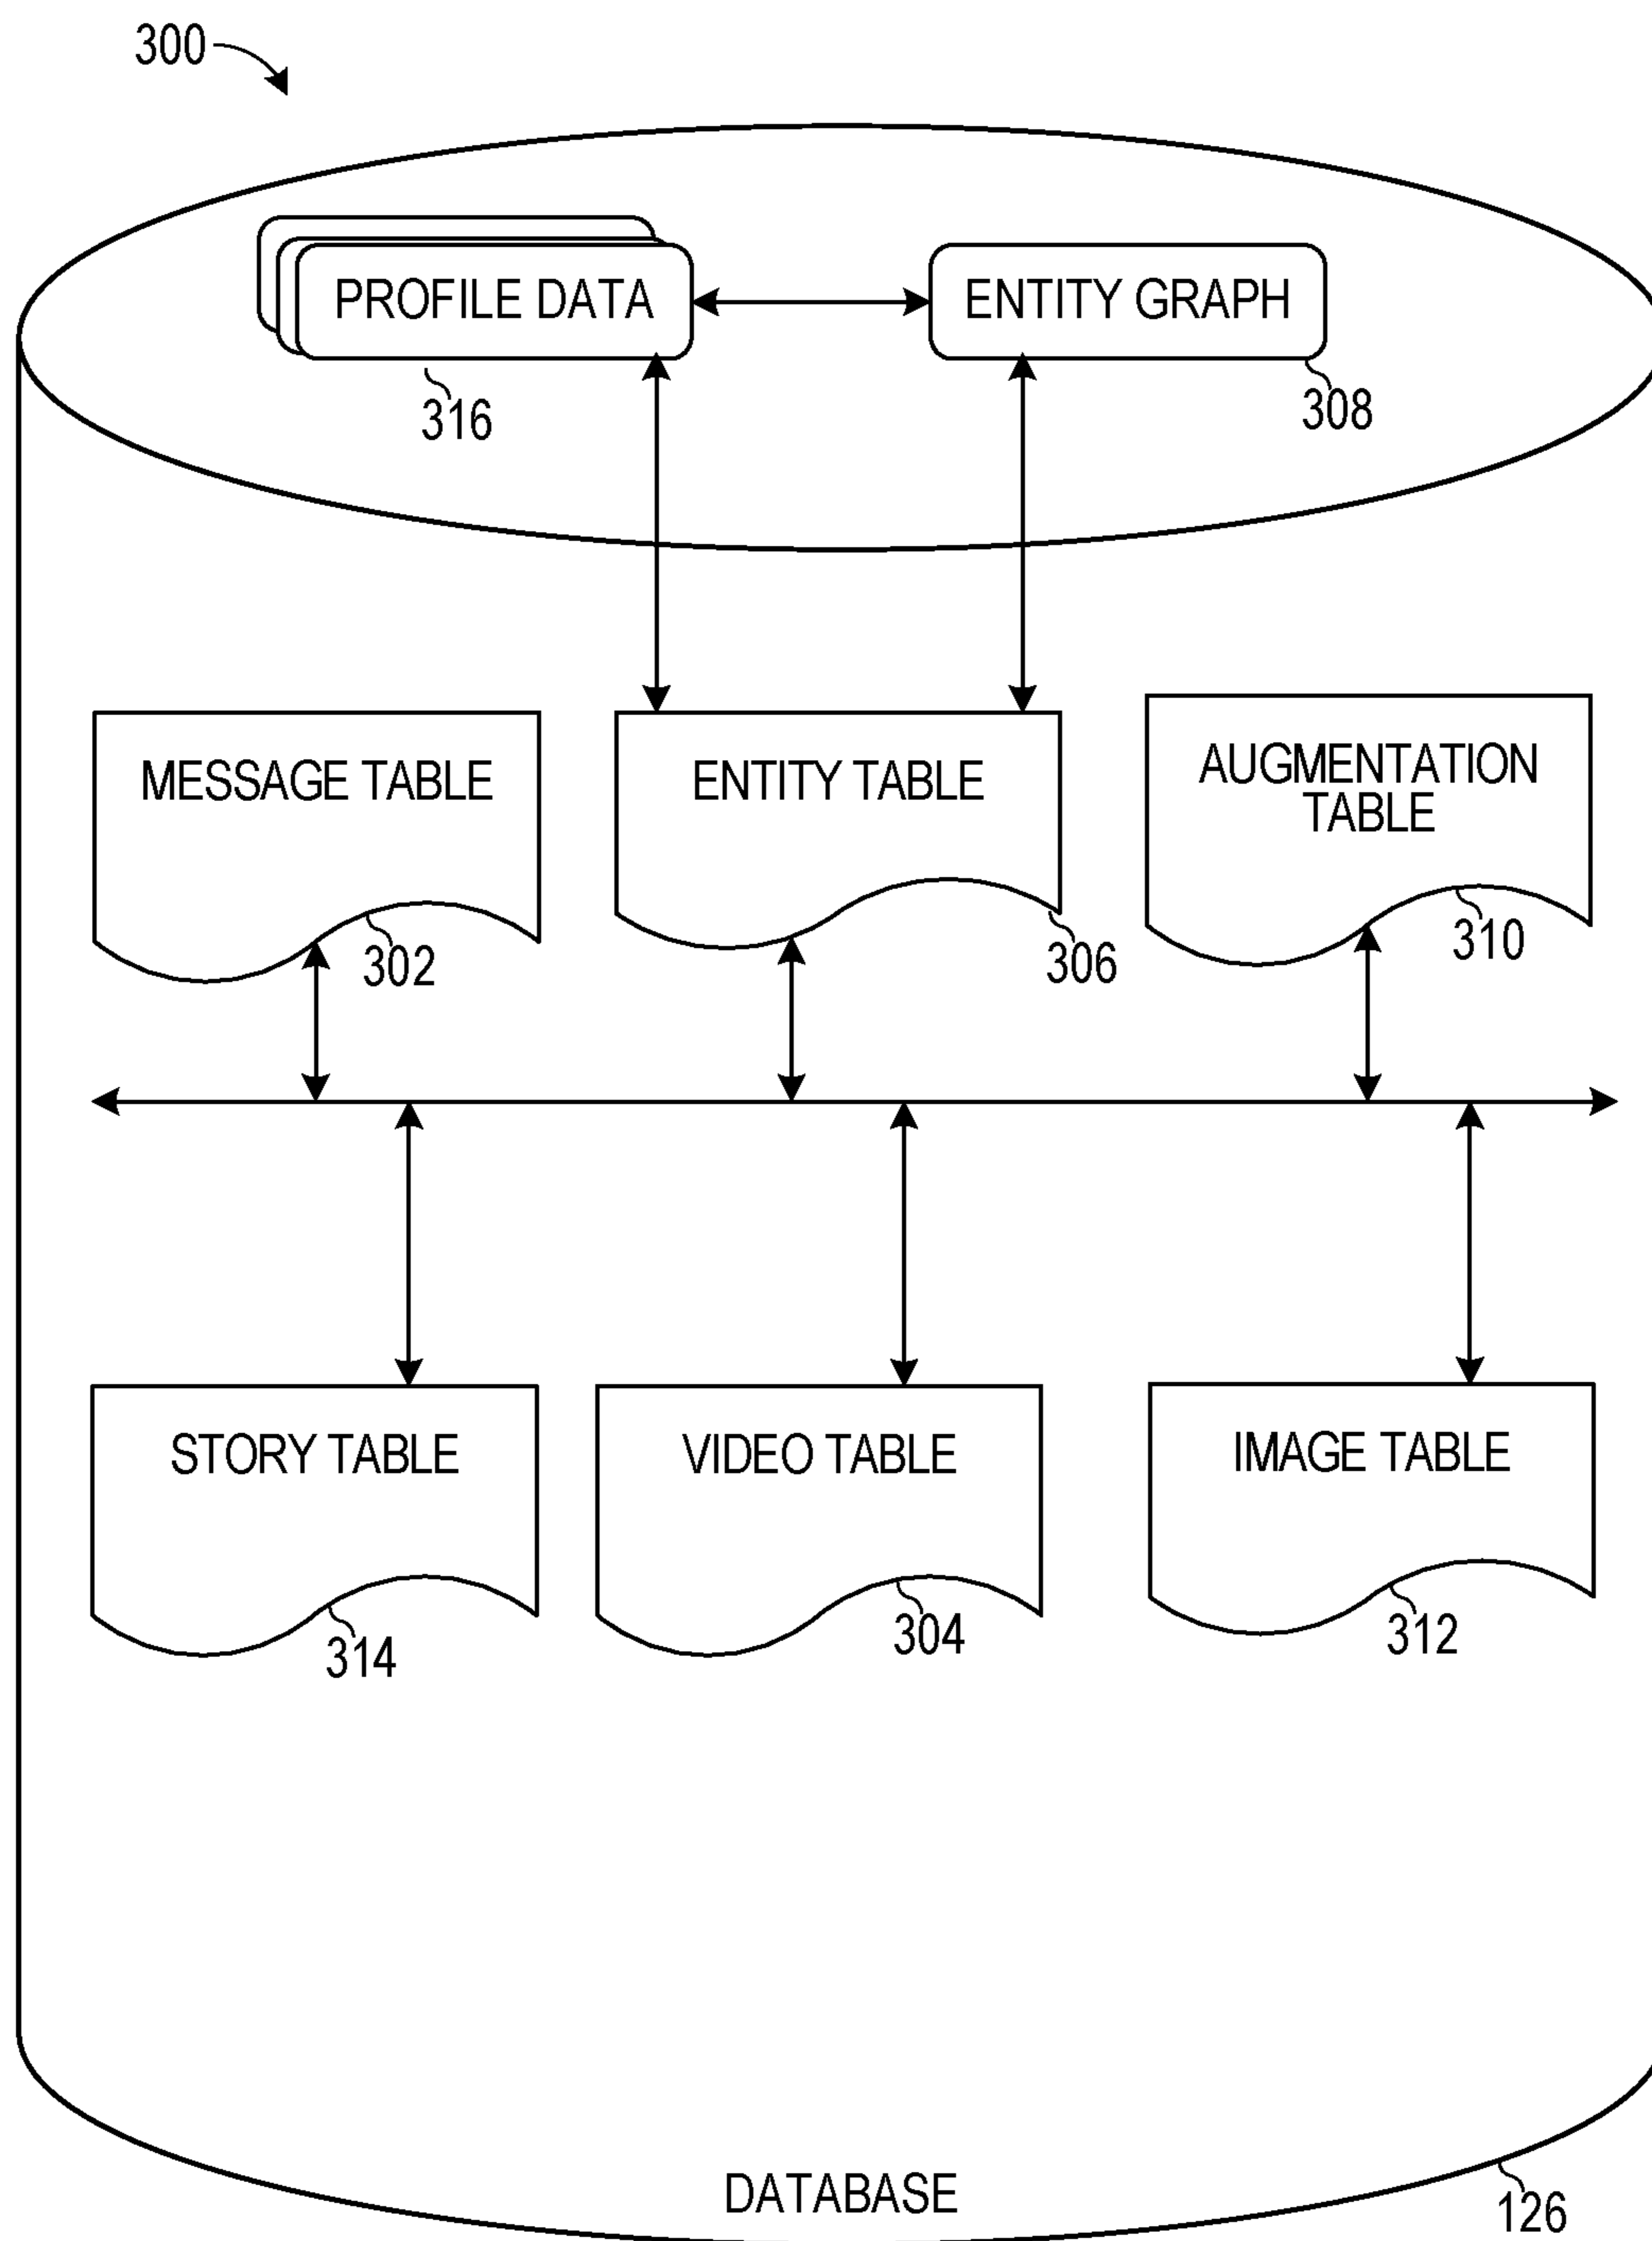 300
PROFILE DATA
ENTITY GRAPH
316
308
MESSAGE TABLE
ENTITY TABLE
AUGMENTATION
TABLE
302
306
310
STORY TABLE
VIDEO TABLE
IMAGE TABLE
314
304
312
DATABASE
126